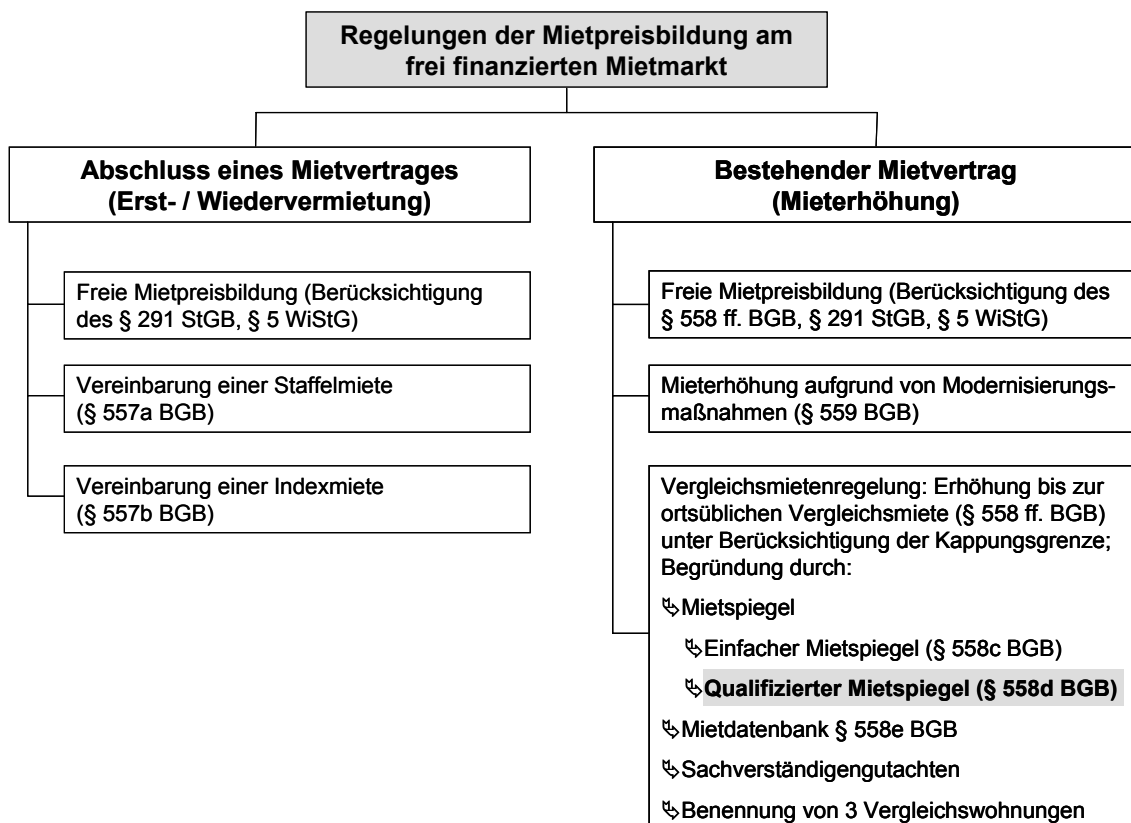 Regelungen der Mietpreisbildung am
frei finanzierten Mietmarkt
Abschluss eines Mietvertrages
(Erst- / Wiedervermietung)
Freie Mietpreisbildung (Berücksichtigung
des § 291 StGB, § 5 WiStG)
Vereinbarung einer Staffelmiete
(§ 557a BGB)
Vereinbarung einer Indexmiete
(§ 557b BGB)
Bestehender Mietvertrag
(Mieterhöhung)
Freie Mietpreisbildung (Berücksichtigung des
§ 558 ff. BGB, § 291 StGB, § 5 WiStG)
Mieterhöhung aufgrund von Modernisierungs-
maßnahmen (§ 559 BGB)
Vergleichsmietenregelung: Erhöhung bis zur
ortsüblichen Vergleichsmiete (§ 558 ff. BGB)
unter Berücksichtigung der Kappungsgrenze;
Begründung durch:
Mietspiegel
Einfacher Mietspiegel (§ 558c BGB)
Qualifizierter Mietspiegel (§ 558d BGB)
Mietdatenbank § 558e BGB
Sachverständigengutachten
Benennung von 3 Vergleichswohnungen